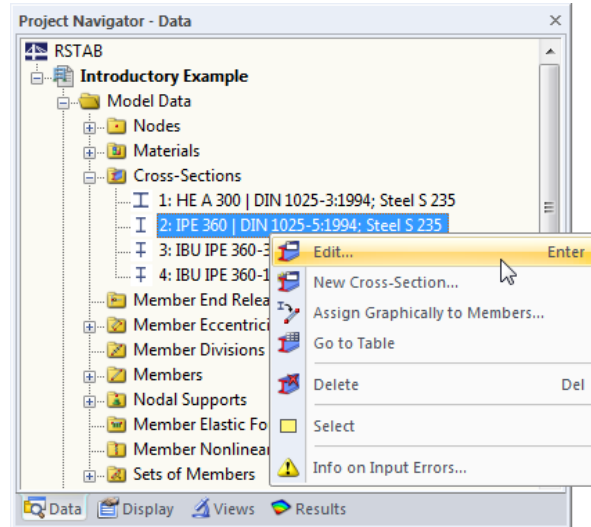 Project Navigator - Data
RSTAB
Introductory Example
Model Data
Nodes
Materials
Cross-Sections
1: HE A 300 | DIN 1025-3:1994; Steel S 235
2: IPE 360 | DIN 1025-5:1994; Steel S 235
3: IBU IPE 360-3
4: IBU IPE 360-1
Member End Relea
Member Eccentrici
Member Divisions
Members
Nodal Supports
Member Elastic Fo
Member Nonlinear
Sets of Members
Edit... Enter
New Cross-Section...
Assign Graphically to Members...
Go to Table
Delete Del
Select
Info on Input Errors...
Data Display Views Results